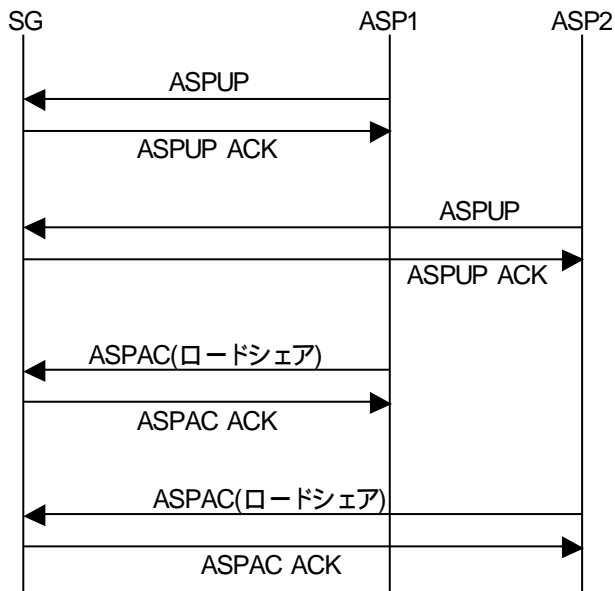 SG
ASP1
ASP2
ASPUP
ASPUP ACK
ASPUP
ASPUP ACK
ASPAC(ロードシェア)
ASPAC ACK
ASPAC(ロードシェア)
ASPAC ACK